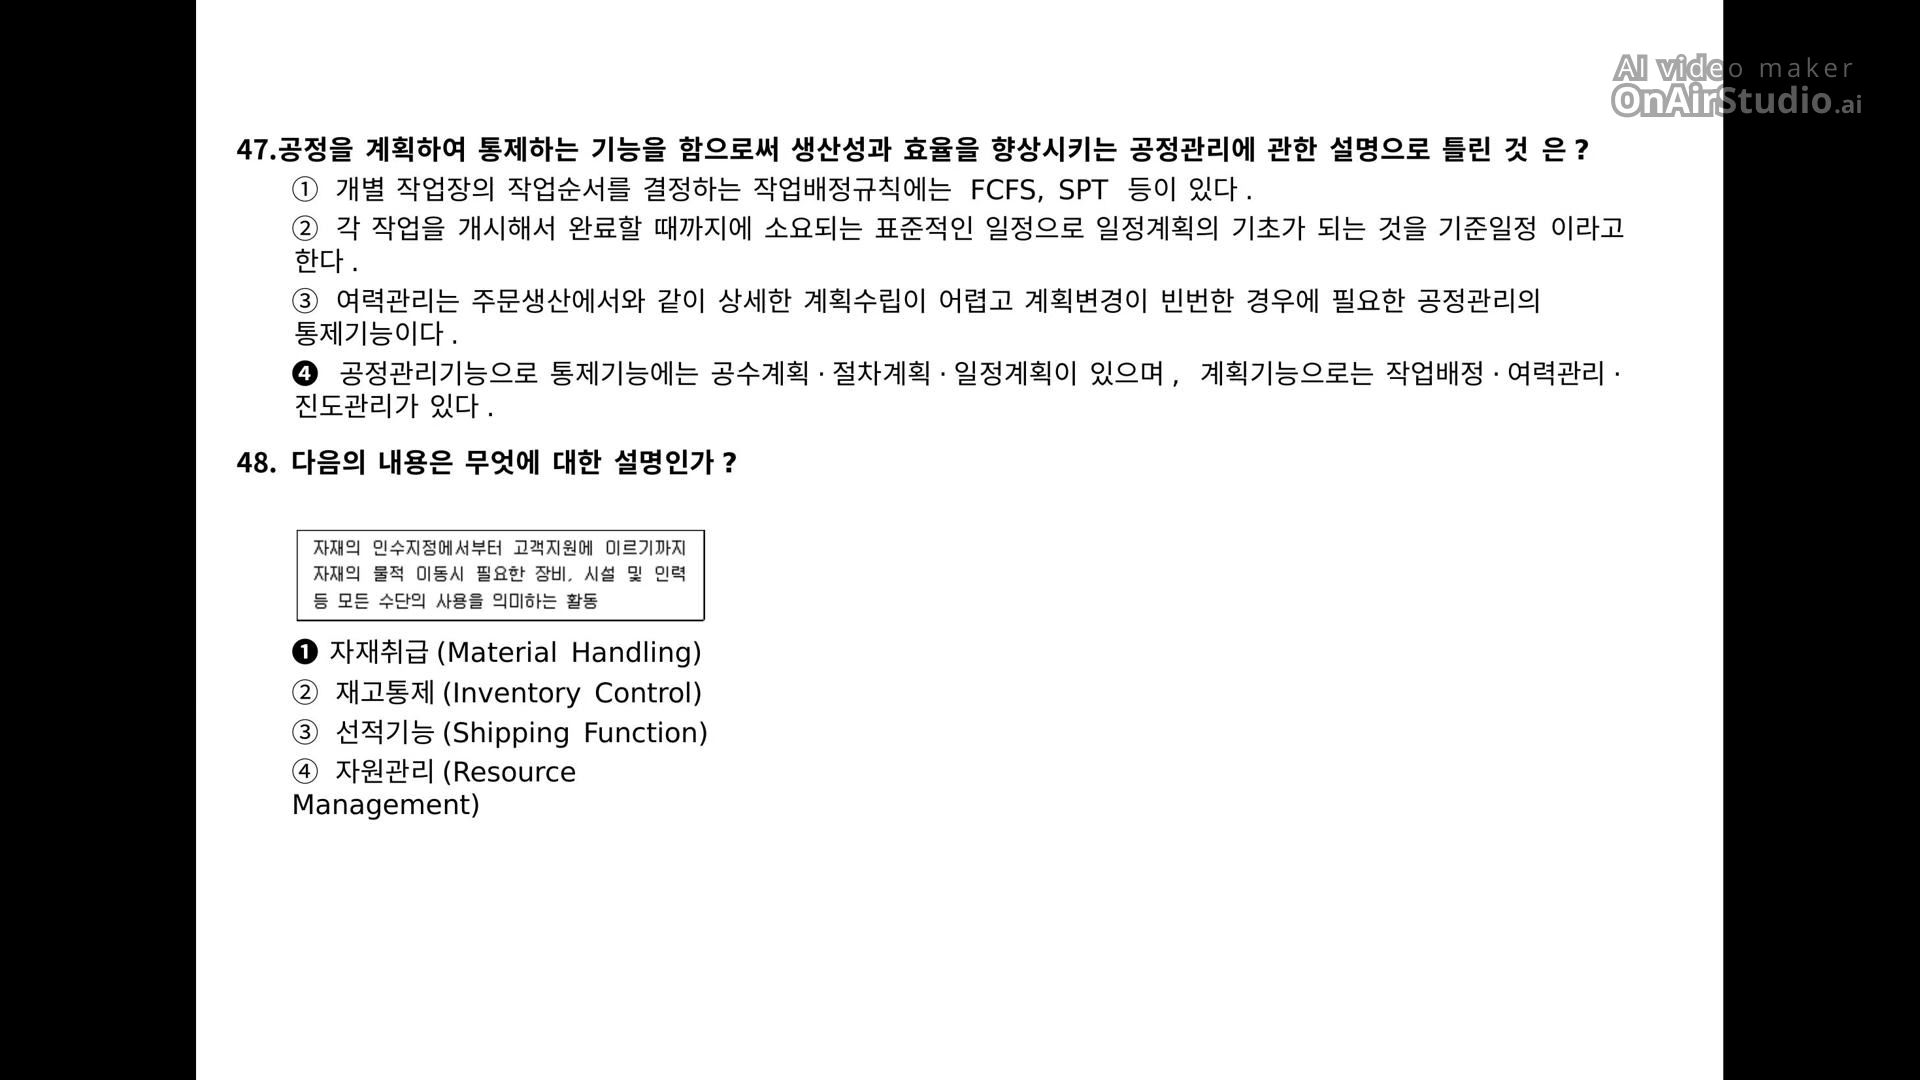 AI video maker
OnAirStudio.ai
47.공정을 계획하여 통제하는 기능을 함으로써 생산성과 효율을 향상시키는 공정관리에 관한 설명으로 틀린 것 은 ?
① 개별 작업장의 작업순서를 결정하는 작업배정규칙에는 FCFS, SPT 등이 있다 .
② 각 작업을 개시해서 완료할 때까지에 소요되는 표준적인 일정으로 일정계획의 기초가 되는 것을 기준일정 이라고
한다 .
③ 여력관리는 주문생산에서와 같이 상세한 계획수립이 어렵고 계획변경이 빈번한 경우에 필요한 공정관리의
통제기능이다 .
❹ 공정관리기능으로 통제기능에는 공수계획 · 절차계획 · 일정계획이 있으며 , 계획기능으로는 작업배정 · 여력관리 ·
진도관리가 있다 .
48. 다음의 내용은 무엇에 대한 설명인가 ?
자재의 인수지정에서부터 고객지원에 이르기까지
자재의 물적 이동시 필요한 장비, 시설 및 인력
등 모든 수단의 사용을 의미하는 활동
❶ 자재취급 (Material Handling)
② 재고통제 (Inventory Control)
③ 선적기능 (Shipping Function)
④ 자원관리 (Resource
Management)